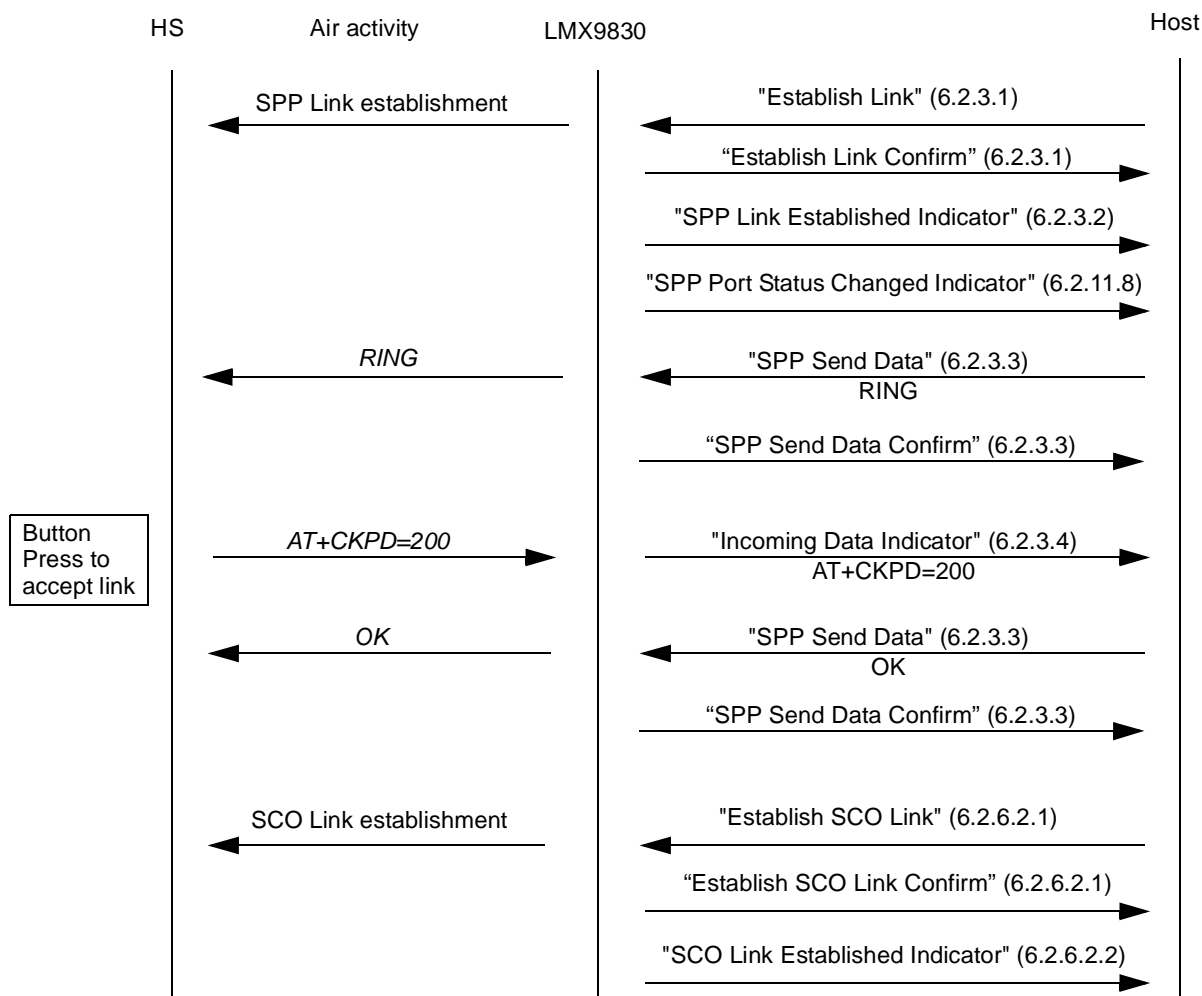 HS Air activity LMX9830 Host
SPP Link establishment "Establish Link" (6.2.3.1)
“Establish Link Confirm” (6.2.3.1)
"SPP Link Established Indicator" (6.2.3.2)
"SPP Port Status Changed Indicator" (6.2.11.8)
RING "SPP Send Data" (6.2.3.3)
RING
“SPP Send Data Confirm” (6.2.3.3)
Button
Press to
accept link
AT+CKPD=200 "Incoming Data Indicator" (6.2.3.4)
AT+CKPD=200
OK "SPP Send Data" (6.2.3.3)
OK
“SPP Send Data Confirm” (6.2.3.3)
SCO Link establishment "Establish SCO Link" (6.2.6.2.1)
“Establish SCO Link Confirm” (6.2.6.2.1)
"SCO Link Established Indicator" (6.2.6.2.2)